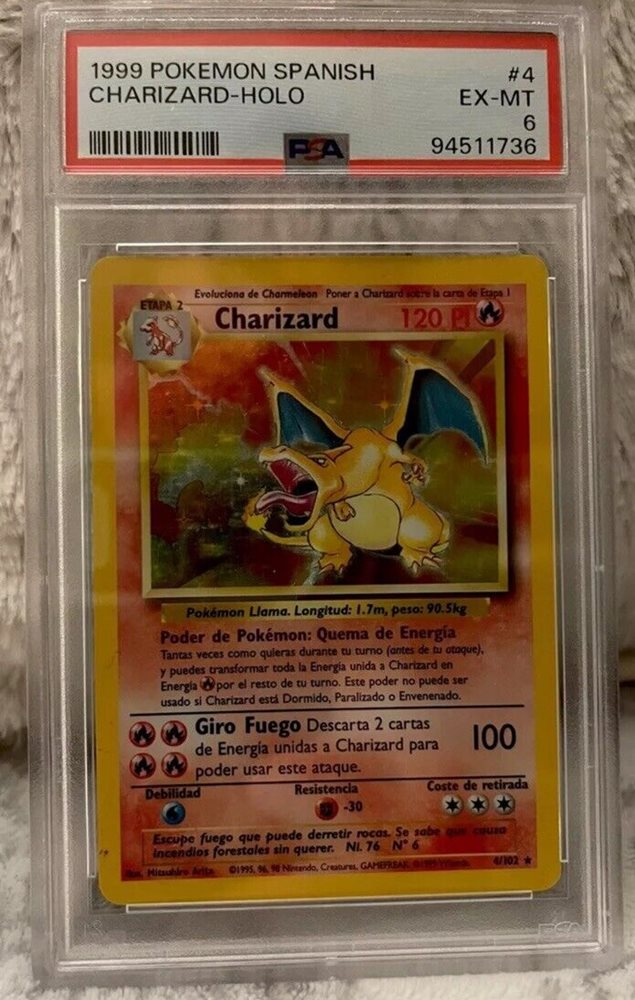 1999 POKEMON SPANISH #4
CHARIZARD-HOLO EX-MT
6
PSA 94511736
Evoluciona de Charmeleon Poner a Charizard sobre la carta de Etapa 1
ETAPA 2
Charizard 120 PI
Pokémon Llama. Longitud: 1.7m, peso: 90.5kg
Poder de Pokémon: Quema de Energía
Tantas veces como quieras durante tu turno (antes de tu ataque),
y puedes transformar toda la Energía unida a Charizard en
Energía por el resto de tu turno. Este poder no puede ser
usado si Charizard está Dormido, Paralizado o Envenenado.
Giro Fuego Descarta 2 cartas
de Energía unidas a Charizard para 100
poder usar este ataque.
Debilidad Resistencia Coste de retirada
-30
Escupe fuego que puede derretir rocas. Se sabe que causa
incendios forestales sin querer. Nl. 76 Nº 6
Ilus. Mitsuhiro Arita ©1995, 96, 98 Nintendo, Creatures, GAMEFREAK. 4/102